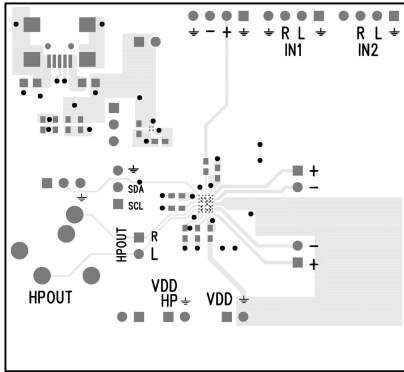 − +
R L
IN1
R L
IN2
+
−
SDA
SCL
HPOUT
R
L
−
+
HPOUT
VDD
HP
VDD